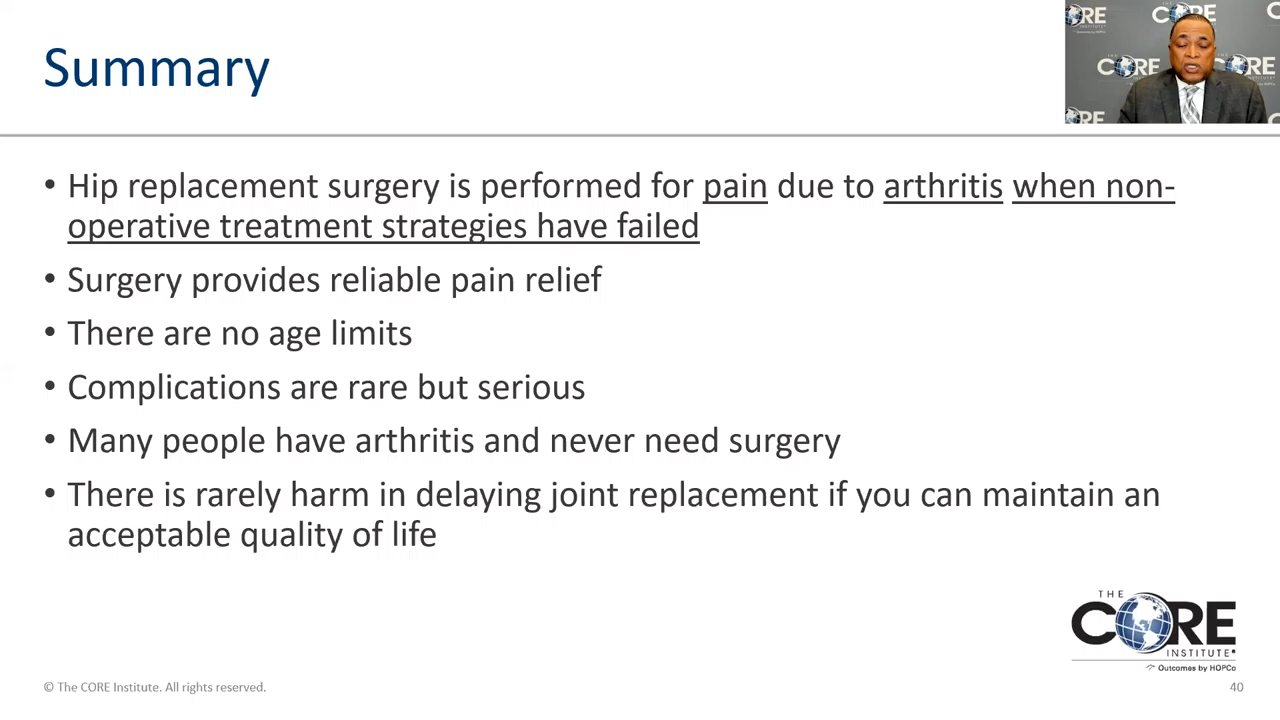 Summary
THE
CORE
INSTITUTE
• Hip replacement surgery is performed for pain due to arthritis when non-
operative treatment strategies have failed
• Surgery provides reliable pain relief
• There are no age limits
• Complications are rare but serious
• Many people have arthritis and never need surgery
• There is rarely harm in delaying joint replacement if you can maintain an
acceptable quality of life
THE
CORE
INSTITUTE®
Outcomes by HOPCo
© The CORE Institute. All rights reserved.
40